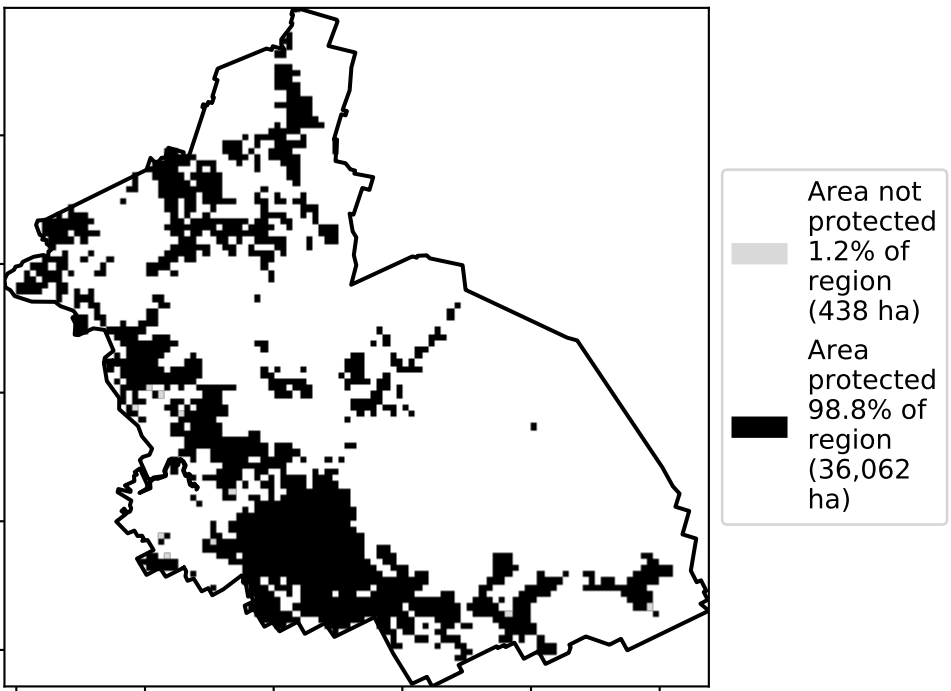 Area not
protected
1.2% of
region
(438 ha)
Area
protected
98.8% of
region
(36,062
ha)